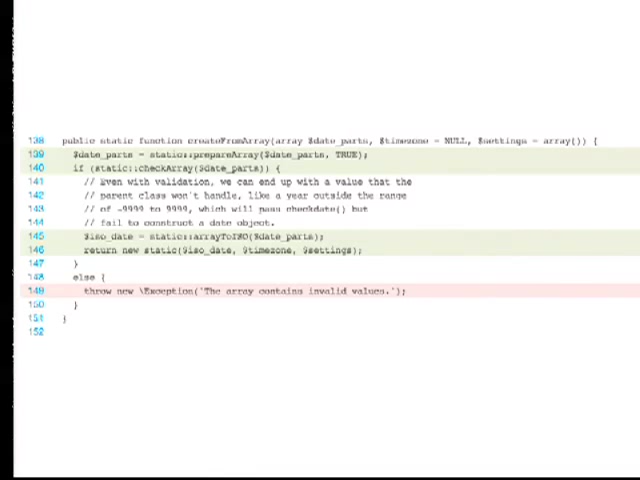 138 public static function createFromArray(array $date_parts, $timezone = NULL, $settings = array()) {
139 $date_parts = static::prepareArray($date_parts, TRUE);
140 if (static::checkArray($date_parts)) {
141 // Even with validation, we can end up with a value that the
142 // parent class won't handle, like a year outside the range
143 // of -9999 to 9999, which will pass checkdate() but
144 // fail to construct a date object.
145 $iso_date = static::arrayToISO($date_parts);
146 return new static($iso_date, $timezone, $settings);
147 }
148 else {
149 throw new \Exception('The array contains invalid values.');
150 }
151 }
152